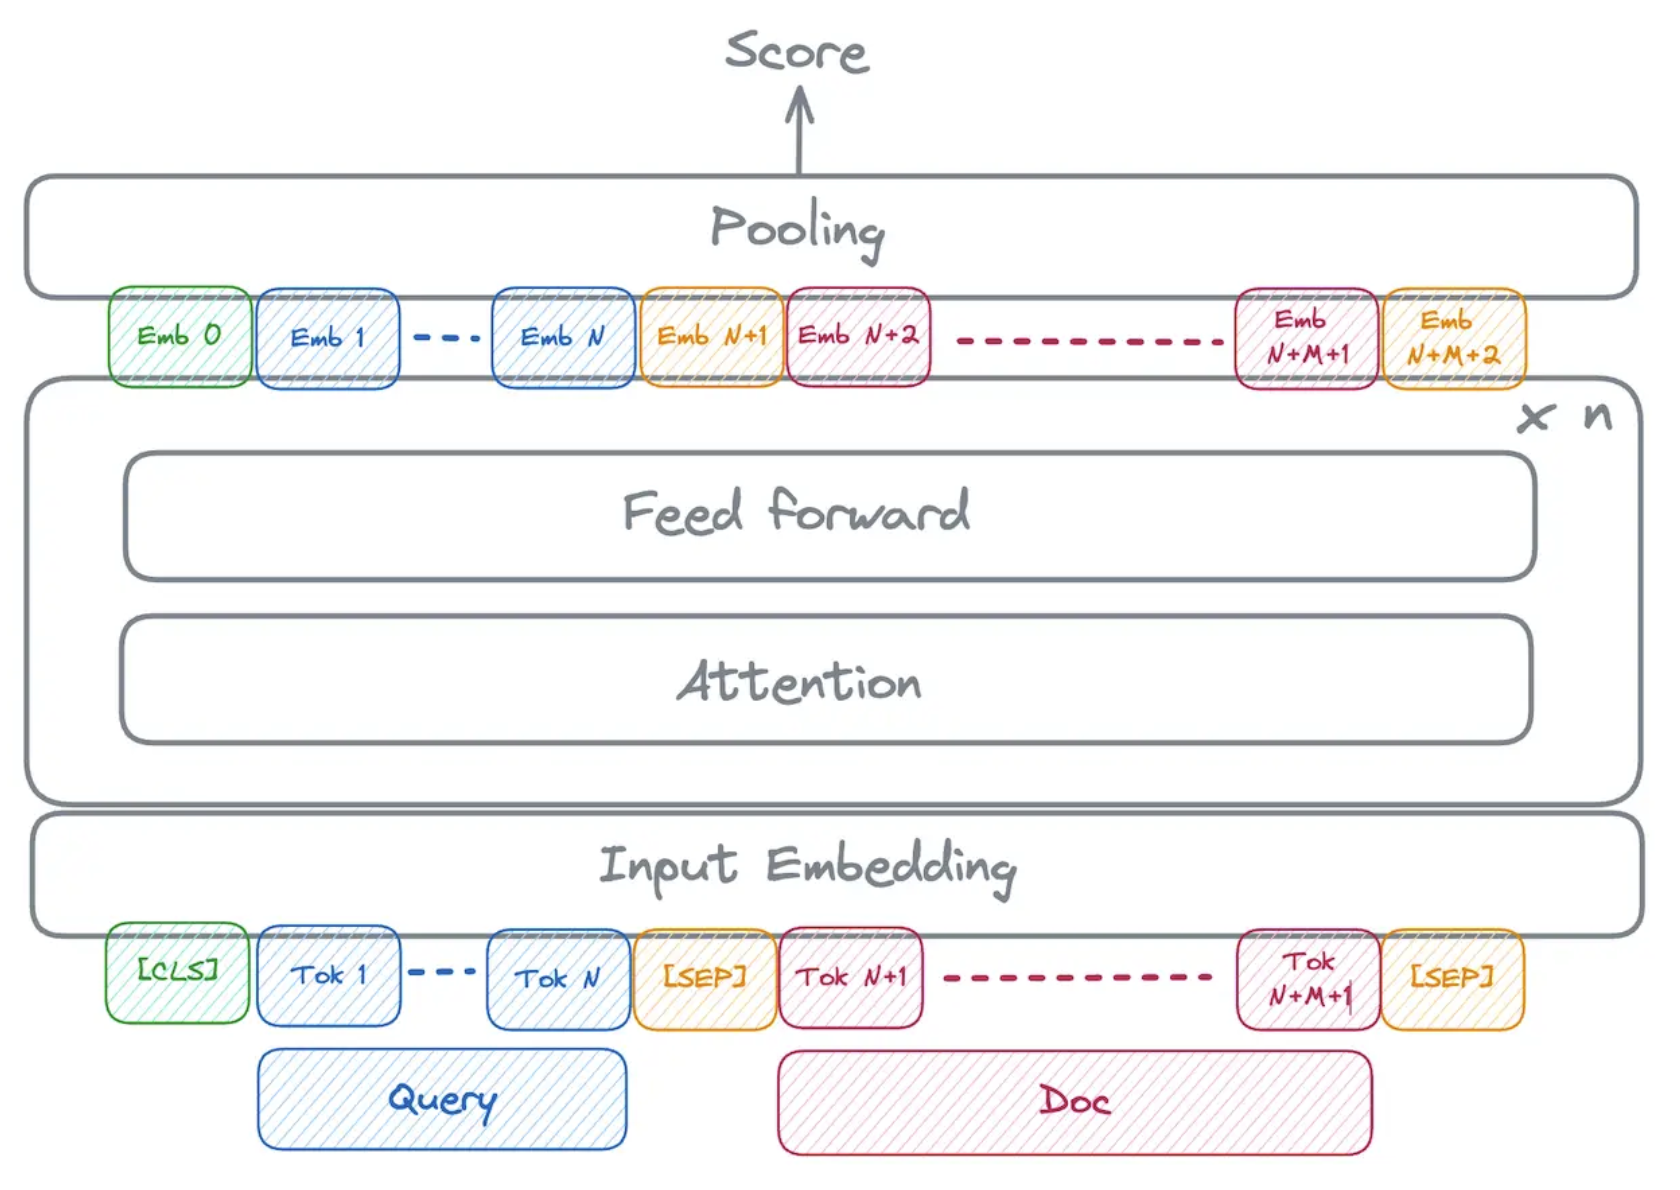 Score
Pooling
Emb 0 Emb 1 Emb N Emb N+1 Emb N+2 Emb Emb
N+M+1 N+M+2
x n
Feed forward
Attention
Input Embedding
[CLS] Tok 1 Tok N [SEP] Tok N+1 Tok [SEP]
N+M+1
Query Doc